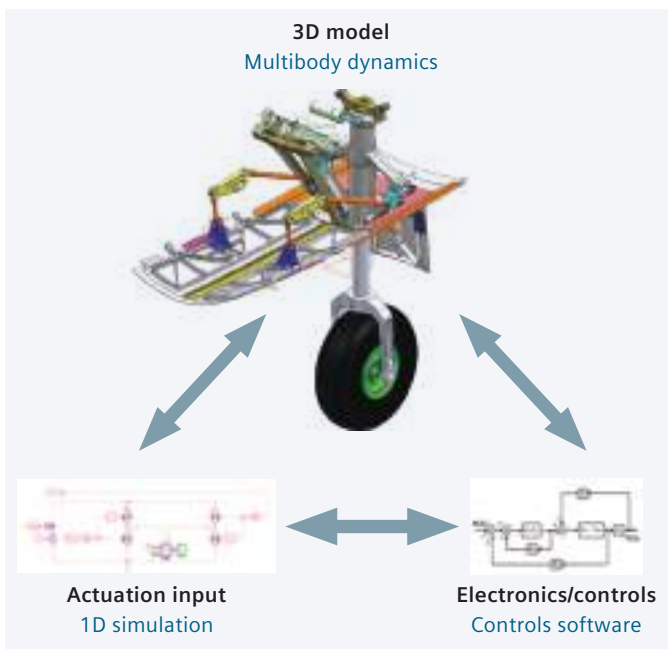 3D model
Multibody dynamics
Actuation input
1D simulation
Electronics/controls
Controls software